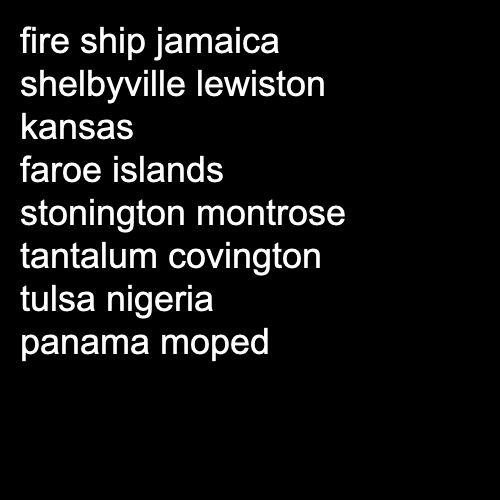 fire ship jamaica
shelbyville lewiston
kansas
faroe islands
stonington montrose
tantalum covington
tulsa nigeria
panama moped